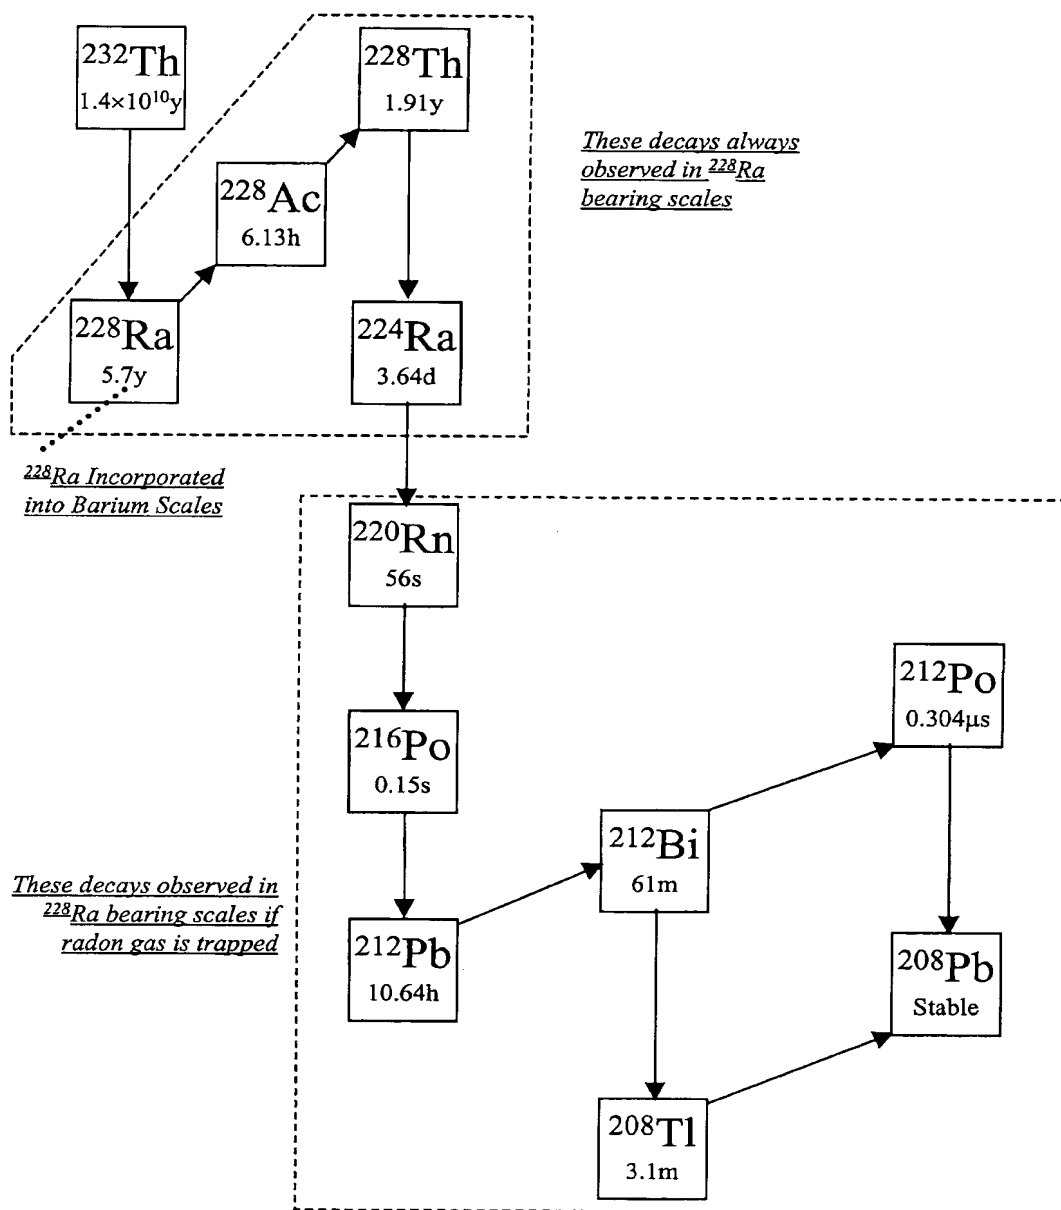 ²³²Th
1.4×10¹⁰y
²²⁸Th
1.91y
These decays always
observed in ²²⁸Ra
bearing scales
²²⁸Ac
6.13h
²²⁸Ra
5.7y
²²⁴Ra
3.64d
²²⁸Ra Incorporated
into Barium Scales
²²⁰Rn
56s
²¹²Po
0.304μs
²¹⁶Po
0.15s
²¹²Bi
61m
These decays observed in
²²⁸Ra bearing scales if
radon gas is trapped
²¹²Pb
10.64h
²⁰⁸Pb
Stable
²⁰⁸Tl
3.1m